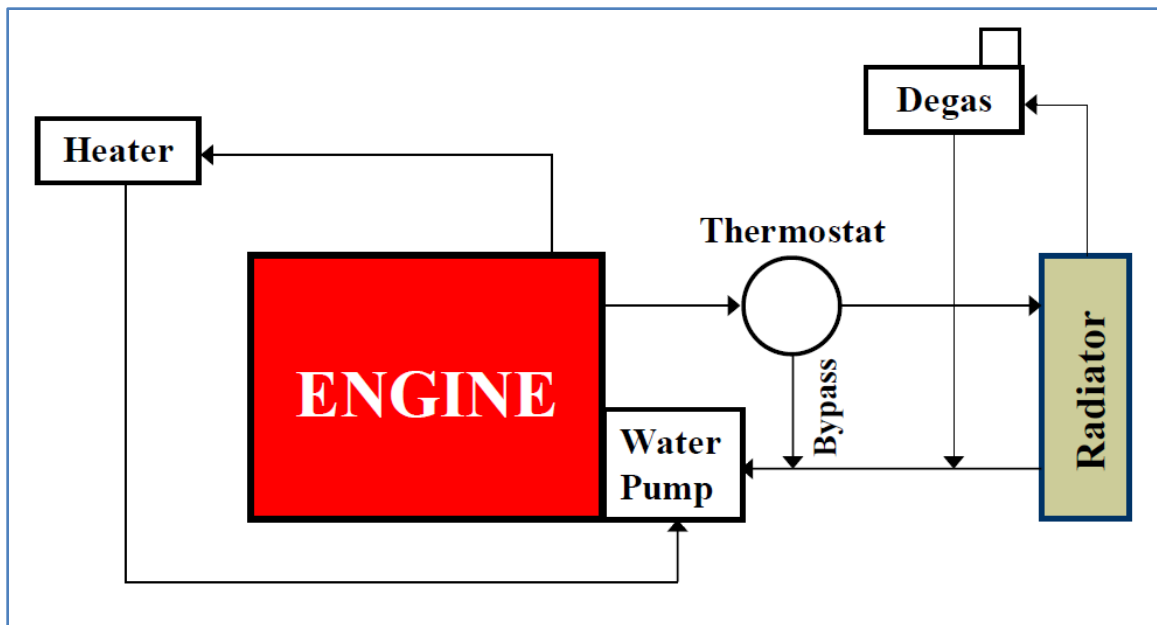 Degas
Heater
Thermostat
ENGINE
Bypass
Radiator
Water
Pump